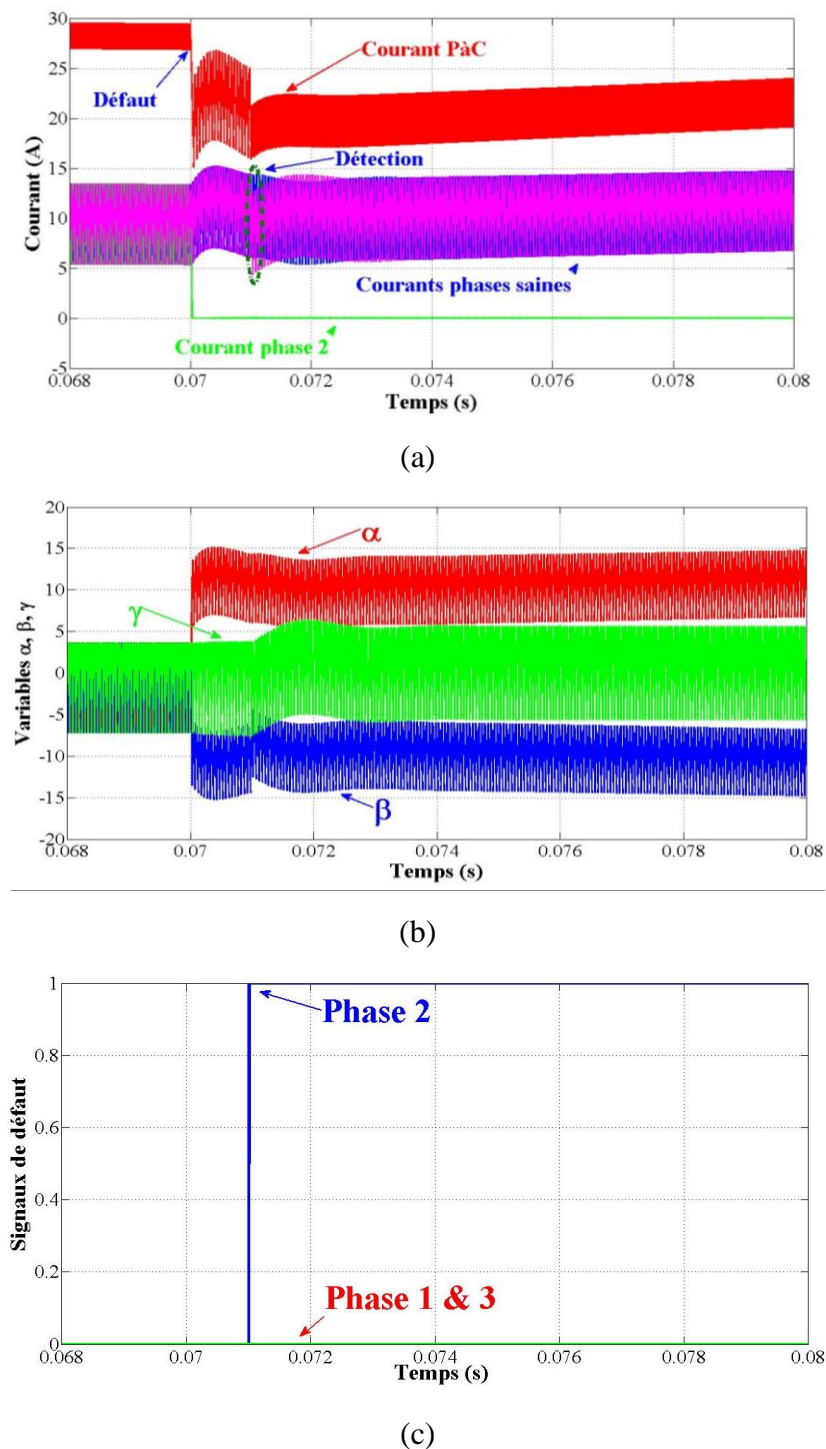 30
25
20
15
10
5
0
-5
Courant (A)
Courant PàC
Défaut
Détection
Courants phases saines
Courant phase 2
0.068 0.07 0.072 0.074 0.076 0.078 0.08
Temps (s)
(a)
20
15
10
5
0
-5
-10
-15
-20
Variables α, β, γ
α
γ
β
0.068 0.07 0.072 0.074 0.076 0.078 0.08
Temps (s)
(b)
1
0.8
0.6
0.4
0.2
0
Signaux de défaut
Phase 2
Phase 1 & 3
0.068 0.07 0.072 0.074 0.076 0.078 0.08
Temps (s)
(c)